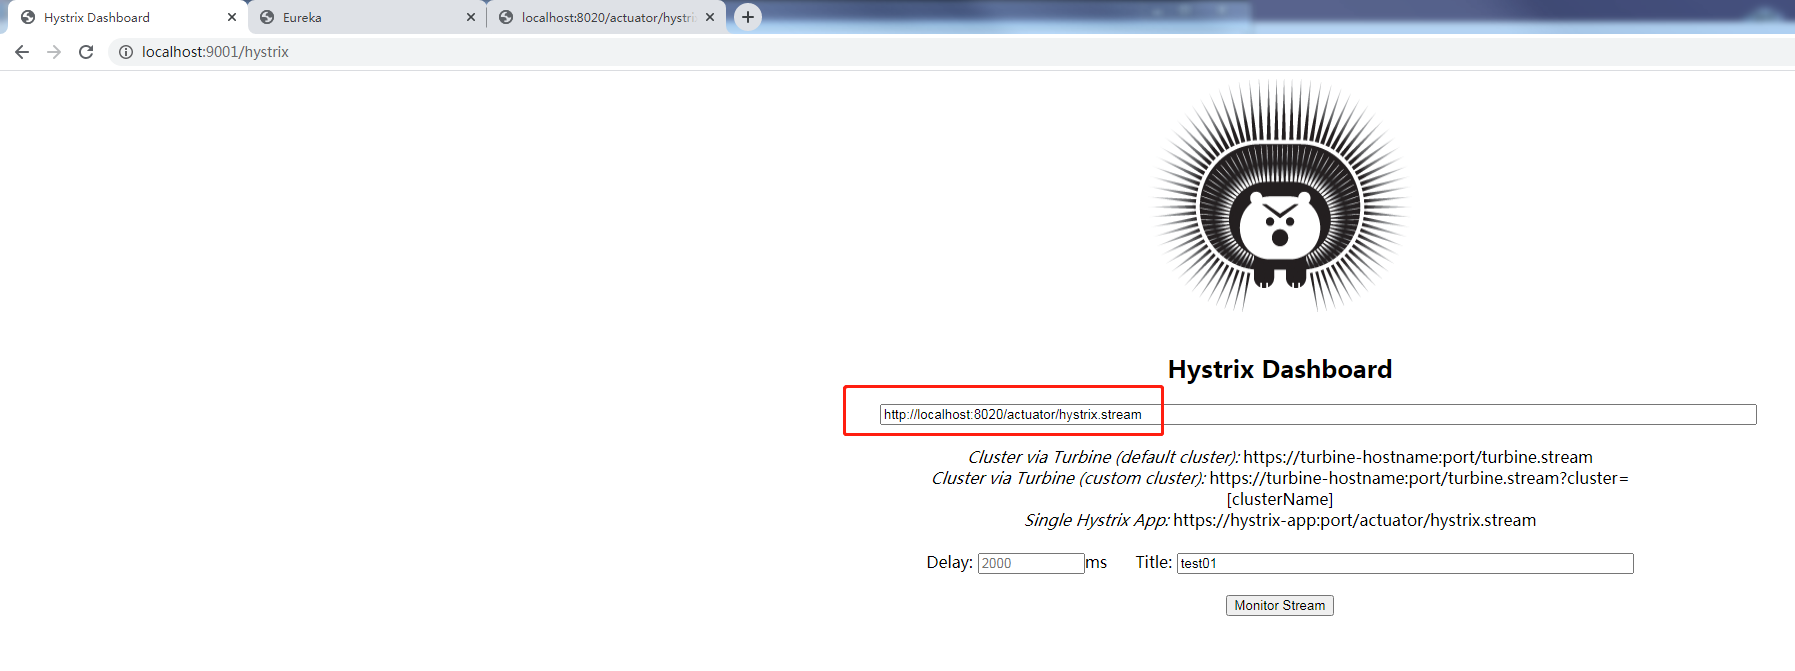 Hystrix Dashboard
Eureka
localhost:8020/actuator/hystri
localhost:9001/hystrix
Hystrix Dashboard
http://localhost:8020/actuator/hystrix.stream
Cluster via Turbine (default cluster): https://turbine-hostname:port/turbine.stream
Cluster via Turbine (custom cluster): https://turbine-hostname:port/turbine.stream?cluster=
[clusterName]
Single Hystrix App: https://hystrix-app:port/actuator/hystrix.stream
Delay: 2000 ms Title: test01
Monitor Stream